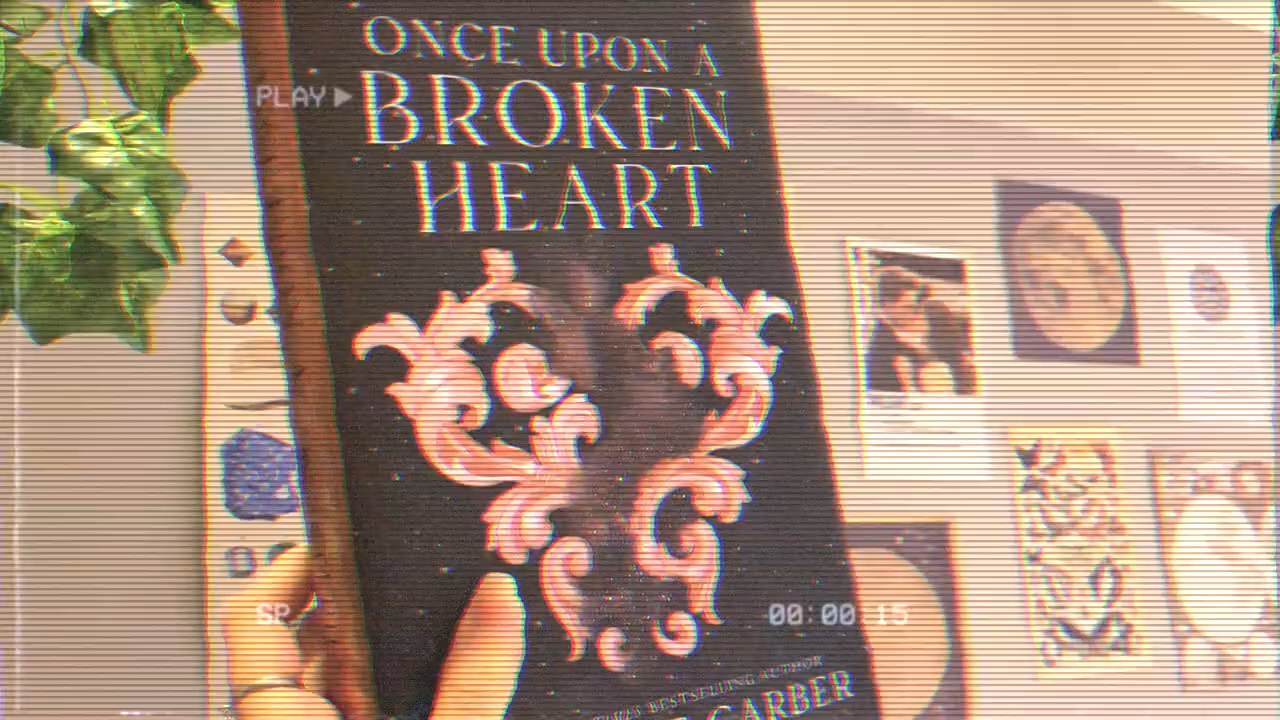 ONCE UPON A
PLAY ▶
BROKEN
HEART
SP
00:00:15
BESTSELLING AUTHOR
GARBER